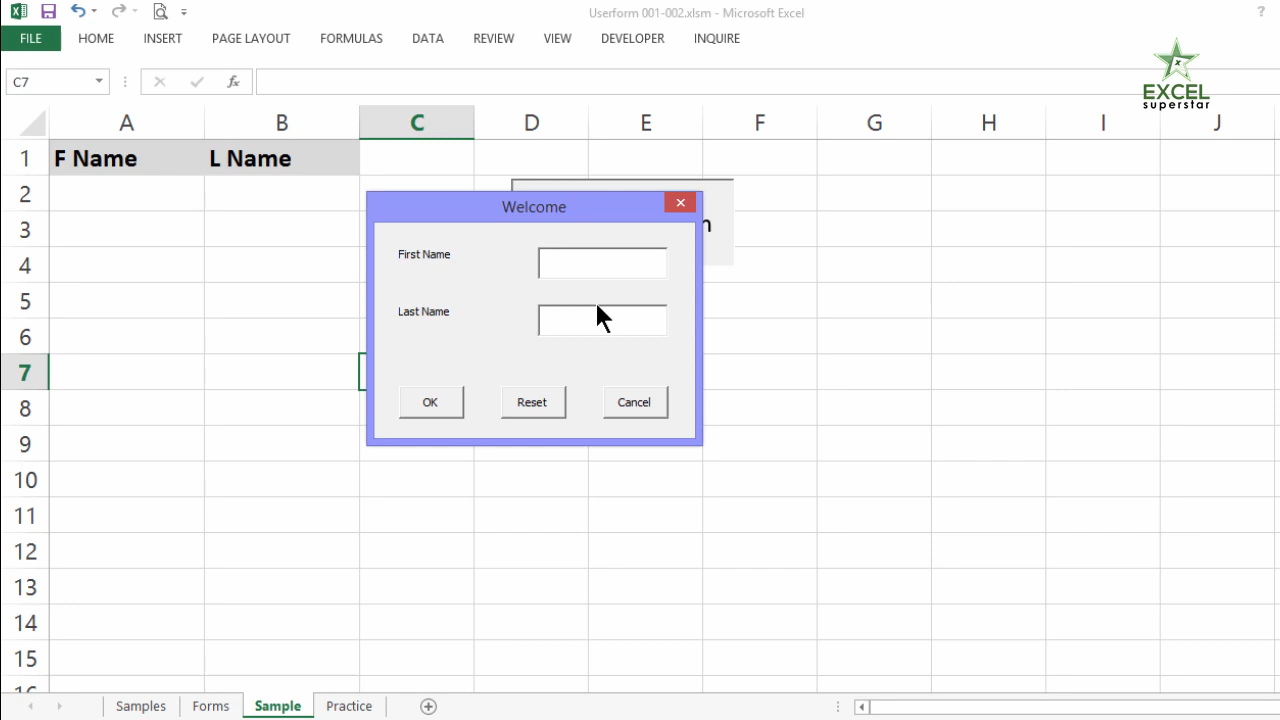 Userform 001-002.xlsm - Microsoft Excel
?
FILE HOME INSERT PAGE LAYOUT FORMULAS DATA REVIEW VIEW DEVELOPER INQUIRE
C7 fx
EXCEL
superstar
A B C D E F G H I J
1 F Name L Name
2
3 n
4
5
6
7
8
9
10
11
12
13
14
15
16
Welcome
First Name
Last Name
OK Reset Cancel
Samples Forms Sample Practice